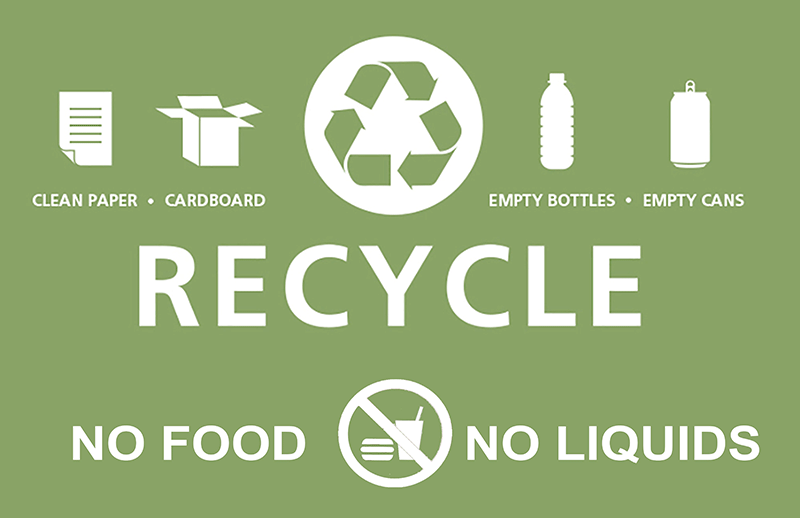 CLEAN PAPER • CARDBOARD
EMPTY BOTTLES • EMPTY CANS
RECYCLE
NO FOOD
NO LIQUIDS